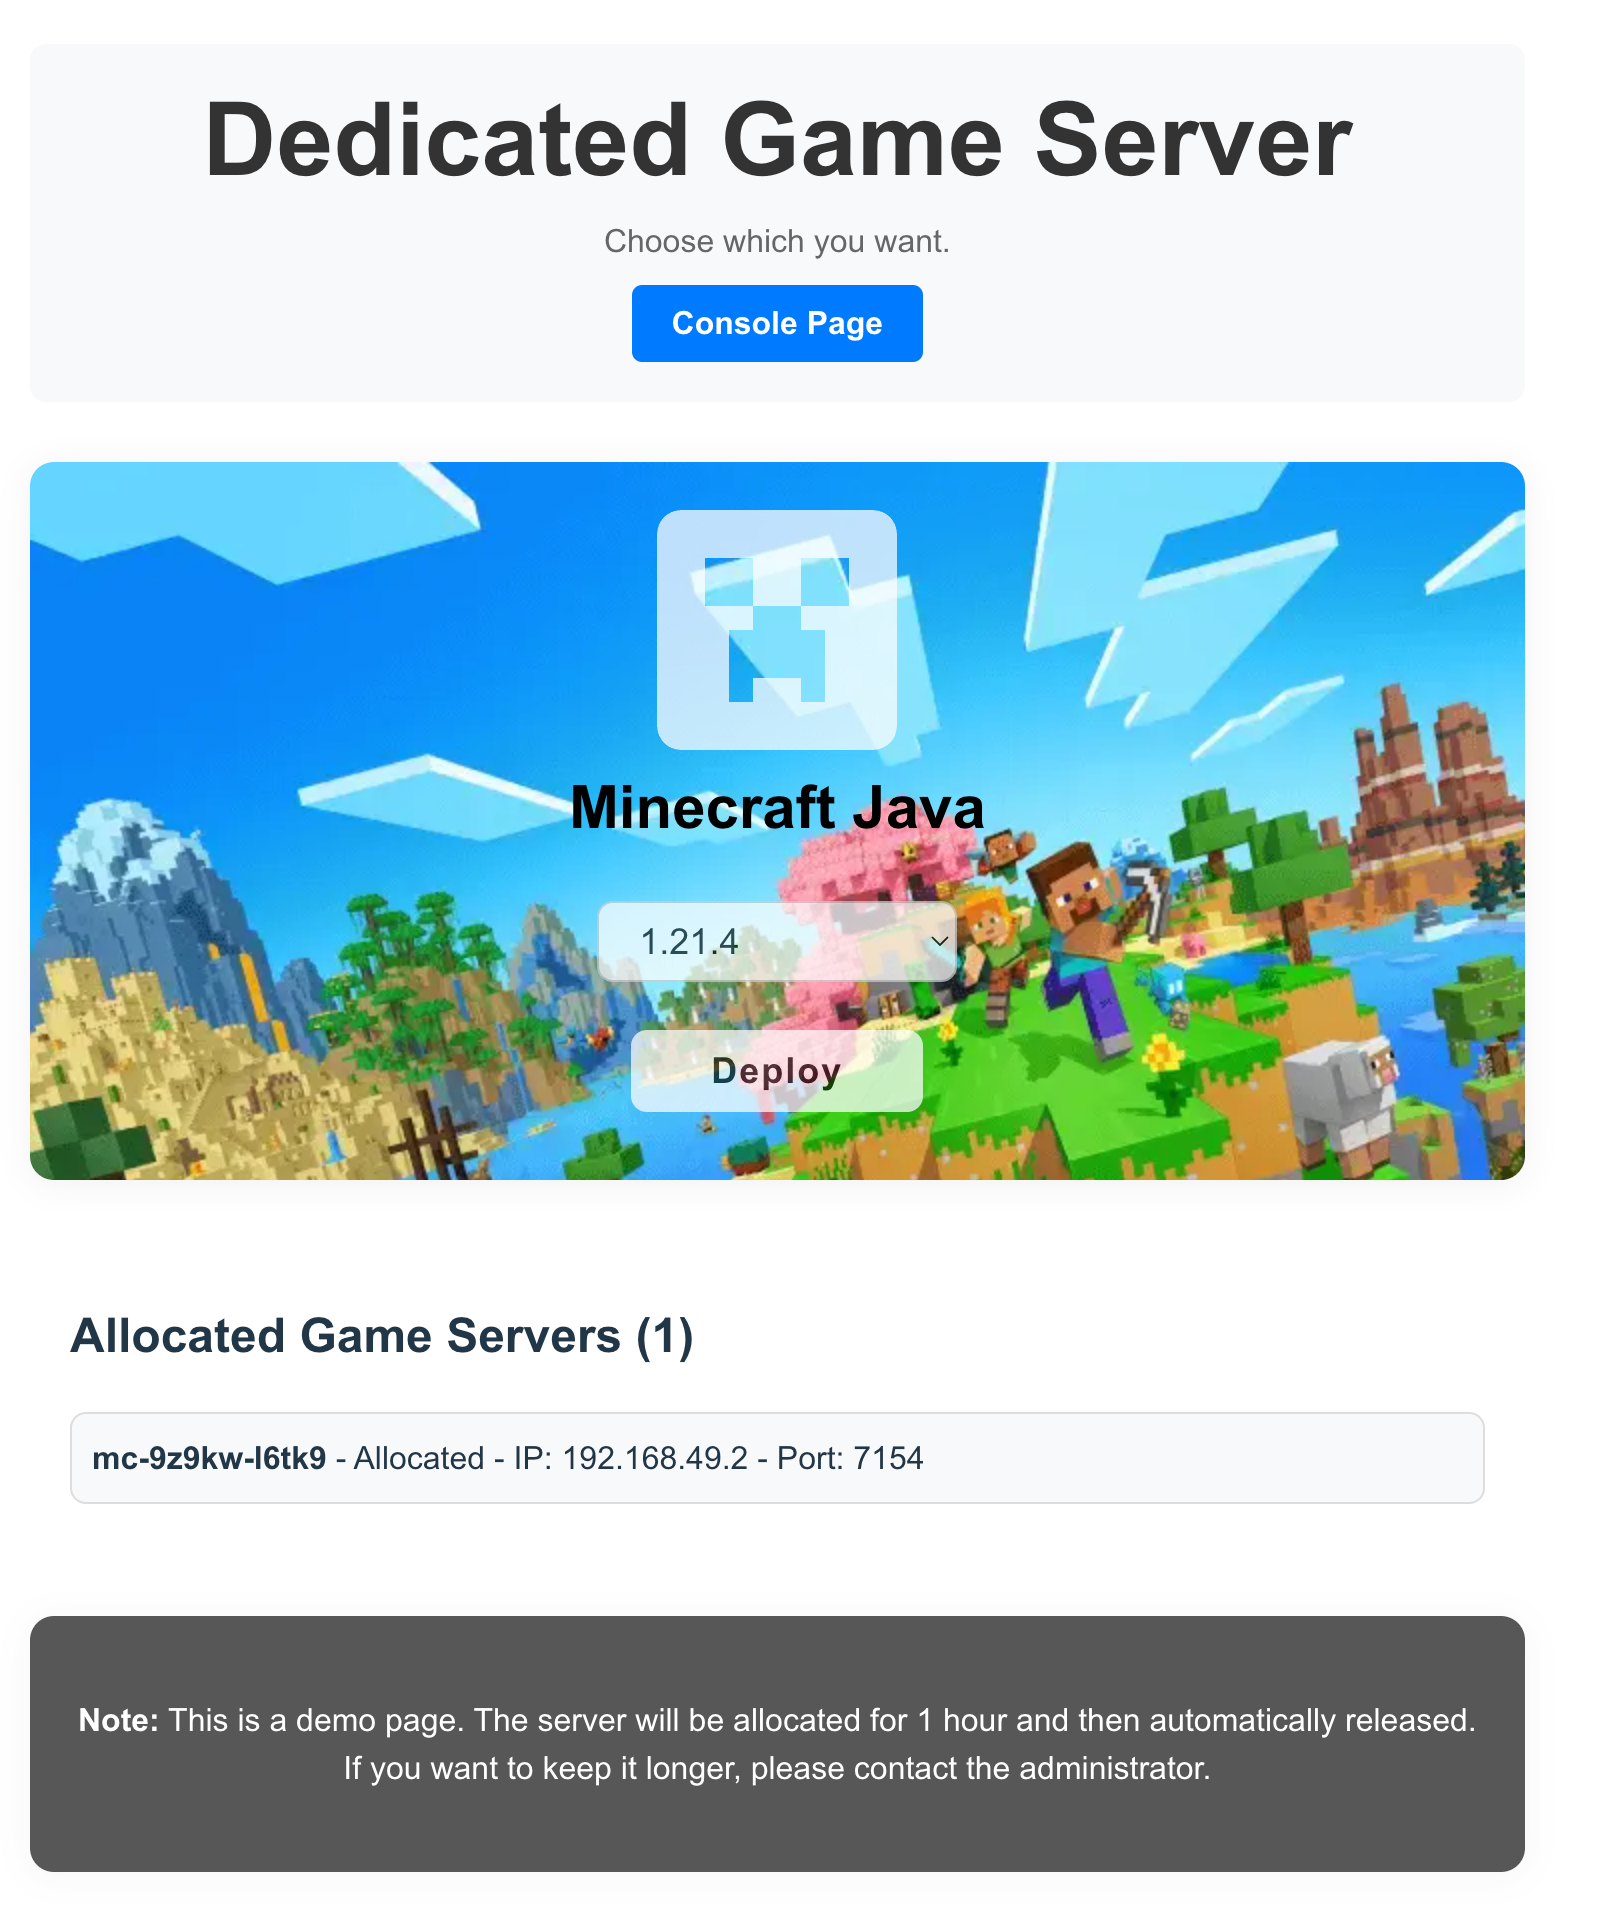 Dedicated Game Server
Choose which you want.
Console Page
Minecraft Java
1.21.4
Deploy
Allocated Game Servers (1)
mc-9z9kw-l6tk9 - Allocated - IP: 192.168.49.2 - Port: 7154
Note: This is a demo page. The server will be allocated for 1 hour and then automatically released.
If you want to keep it longer, please contact the administrator.